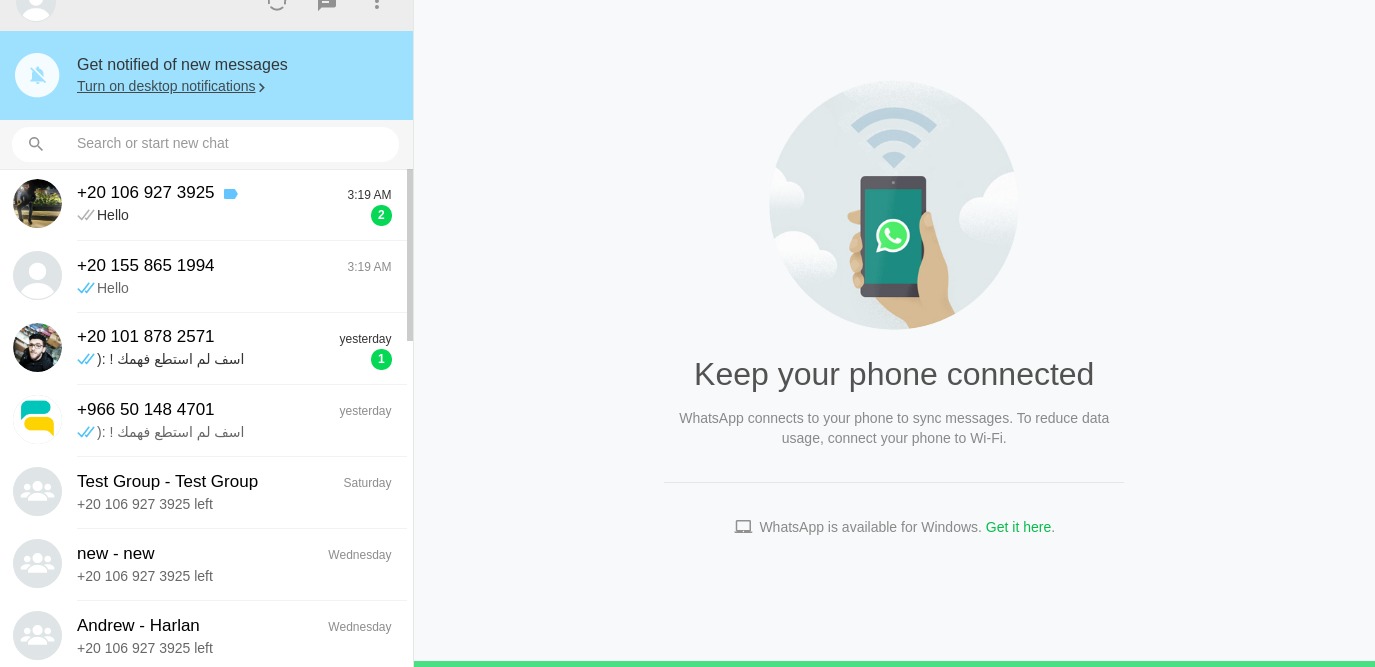 Get notified of new messages
Turn on desktop notifications
Search or start new chat
+20 106 927 3925
3:19 AM
Hello
2
+20 155 865 1994
3:19 AM
Hello
+20 101 878 2571
yesterday
اسف لم استطع فهمك ! :(
1
+966 50 148 4701
yesterday
اسف لم استطع فهمك ! :(
Test Group - Test Group
Saturday
+20 106 927 3925 left
new - new
Wednesday
+20 106 927 3925 left
Andrew - Harlan
Wednesday
+20 106 927 3925 left
Keep your phone connected
WhatsApp connects to your phone to sync messages. To reduce data
usage, connect your phone to Wi-Fi.
WhatsApp is available for Windows. Get it here.